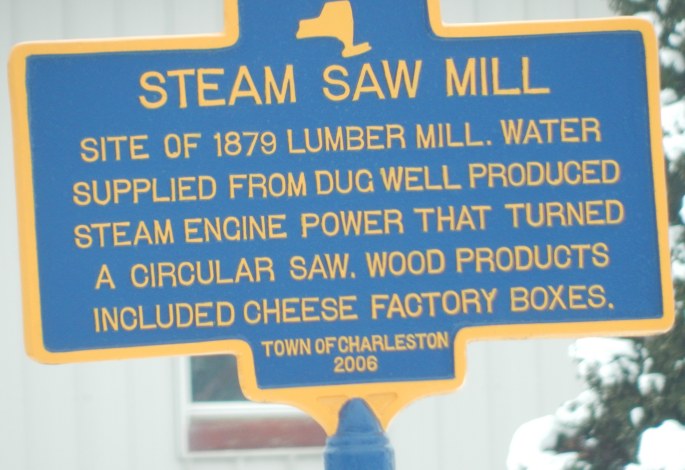 STEAM SAW MILL
SITE OF 1879 LUMBER MILL. WATER
SUPPLIED FROM DUG WELL PRODUCED
STEAM ENGINE POWER THAT TURNED
A CIRCULAR SAW. WOOD PRODUCTS
INCLUDED CHEESE FACTORY BOXES.
TOWN OF CHARLESTON
2006